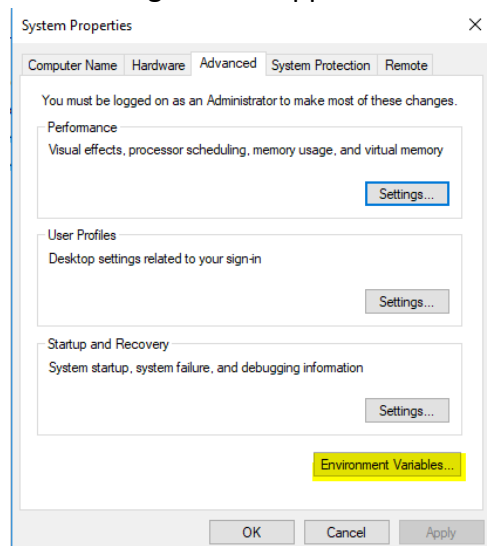 System Properties
Computer Name Hardware Advanced System Protection Remote
You must be logged on as an Administrator to make most of these changes.
Performance
Visual effects, processor scheduling, memory usage, and virtual memory
Settings...
User Profiles
Desktop settings related to your sign-in
Settings...
Startup and Recovery
System startup, system failure, and debugging information
Settings...
Environment Variables...
OK Cancel Apply